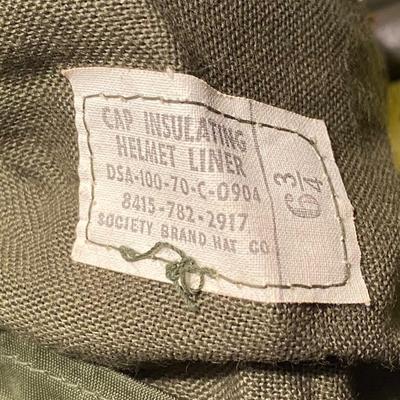 CAP INSULATING
HELMET LINER
DSA-100-70-C-0904
8415-782-2917
SOCIETY BRAND HAT CO
6 3/4